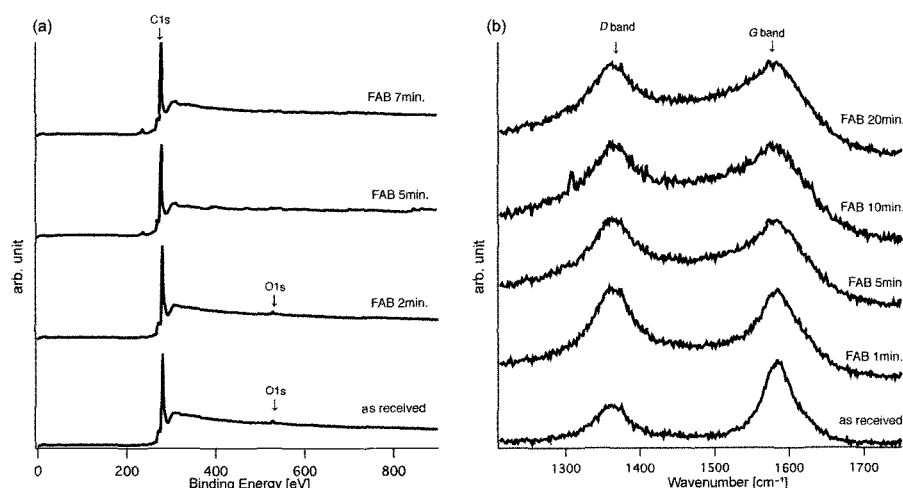 (a)
C1s
FAB 7min.
FAB 5min.
O1s
FAB 2min.
O1s
as received
arb. unit
0 200 400 600 800
Binding Energy [eV]
(b)
D band
G band
FAB 20min.
FAB 10min.
FAB 5min
FAB 1min.
as received
arb. unit
1300 1400 1500 1600 1700
Wavenumber [cm⁻¹]